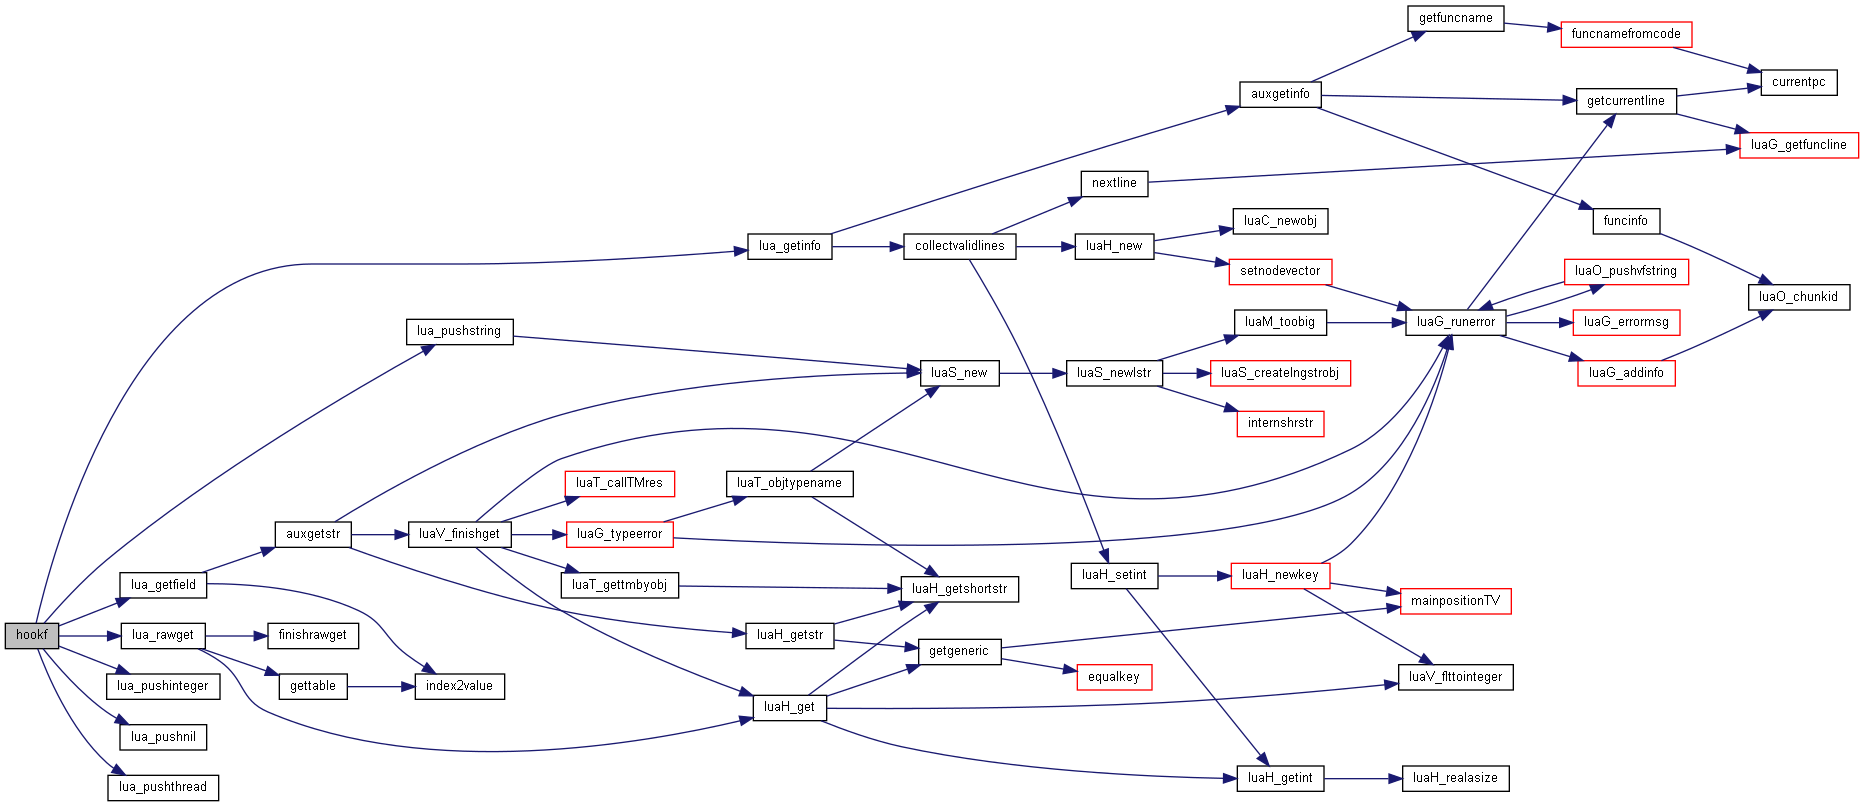 getfuncname
funcnamefromcode
currentpc
auxgetinfo
getcurrentline
luaG_getfuncline
nextline
luaC_newobj
funcinfo
lua_getinfo
collectvalidlines
luaH_new
setnodevector
luaO_pushvfstring
luaO_chunkid
lua_pushstring
luaM_toobig
luaG_runerror
luaG_errormsg
luaS_new
luaS_newlstr
luaS_createlngstrobj
luaG_addinfo
internshrstr
luaT_callTMres
luaT_objtypename
auxgetstr
luaV_finishget
luaG_typeerror
lua_getfield
luaT_gettmbyobj
luaH_getshortstr
luaH_setint
luaH_newkey
mainpositionTV
hookf
lua_rawget
finishrawget
luaH_getstr
getgeneric
lua_pushinteger
gettable
index2value
equalkey
luaV_flttointeger
luaH_get
lua_pushnil
lua_pushthread
luaH_getint
luaH_realasize